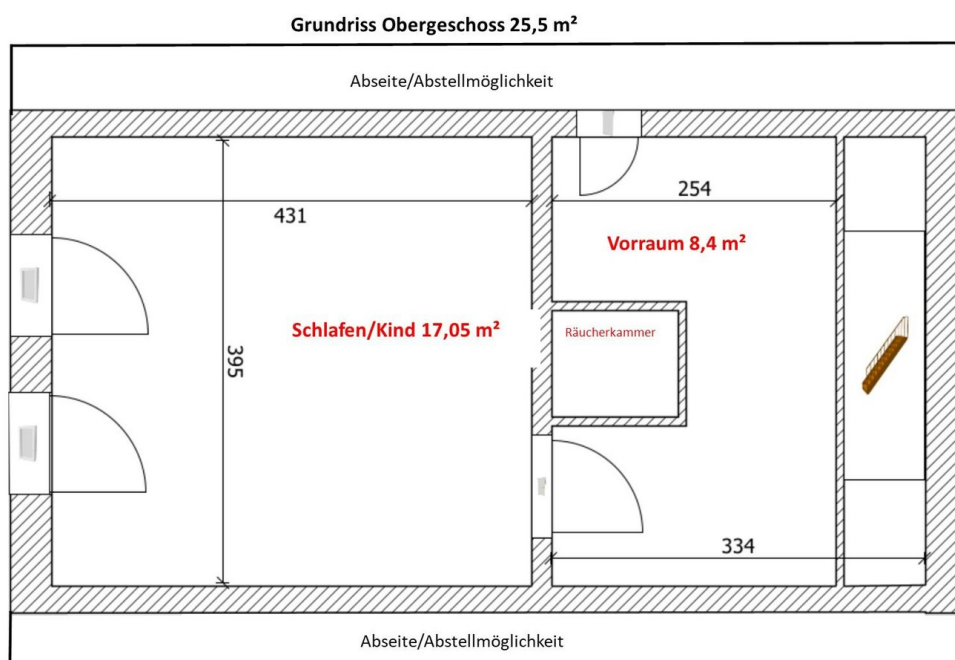 Grundriss Obergeschoss 25,5 m²
Abseite/Abstellmöglichkeit
431
254
Vorraum 8,4 m²
Schlafen/Kind 17,05 m²
Räucherkammer
395
334
Abseite/Abstellmöglichkeit